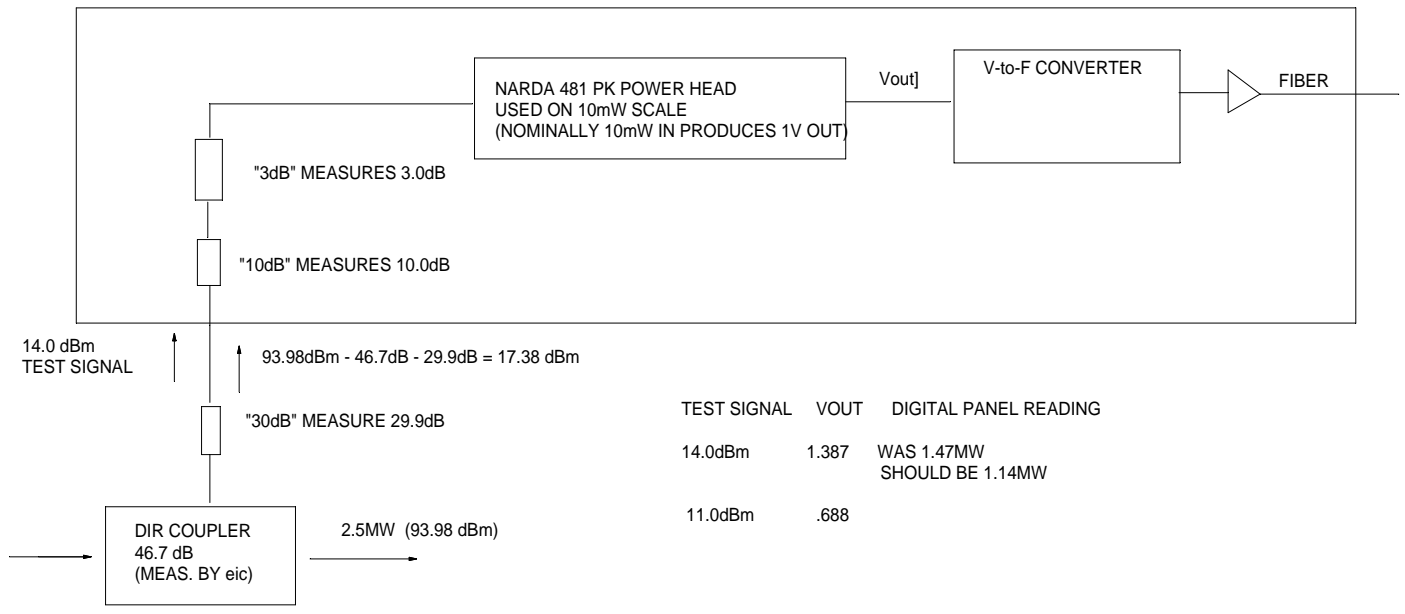 NARDA 481 PK POWER HEAD
USED ON 10mW SCALE
(NOMINALLY 10mW IN PRODUCES 1V OUT)
Vout]
V-to-F CONVERTER
FIBER
"3dB" MEASURES 3.0dB
"10dB" MEASURES 10.0dB
14.0 dBm
TEST SIGNAL
93.98dBm - 46.7dB - 29.9dB = 17.38 dBm
"30dB" MEASURE 29.9dB
TEST SIGNAL VOUT DIGITAL PANEL READING
14.0dBm 1.387 WAS 1.47MW
SHOULD BE 1.14MW
11.0dBm .688
DIR COUPLER
46.7 dB
(MEAS. BY eic)
2.5MW (93.98 dBm)